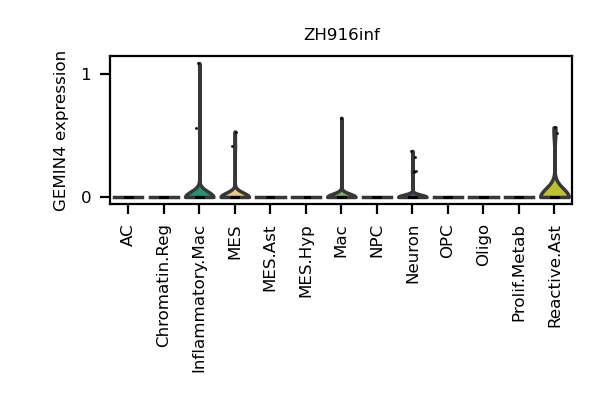 ZH916inf
GEMIN4 expression
1
0
AC
Chromatin.Reg
Inflammatory.Mac
MES
MES.Ast
MES.Hyp
Mac
NPC
Neuron
OPC
Oligo
Prolif.Metab
Reactive.Ast